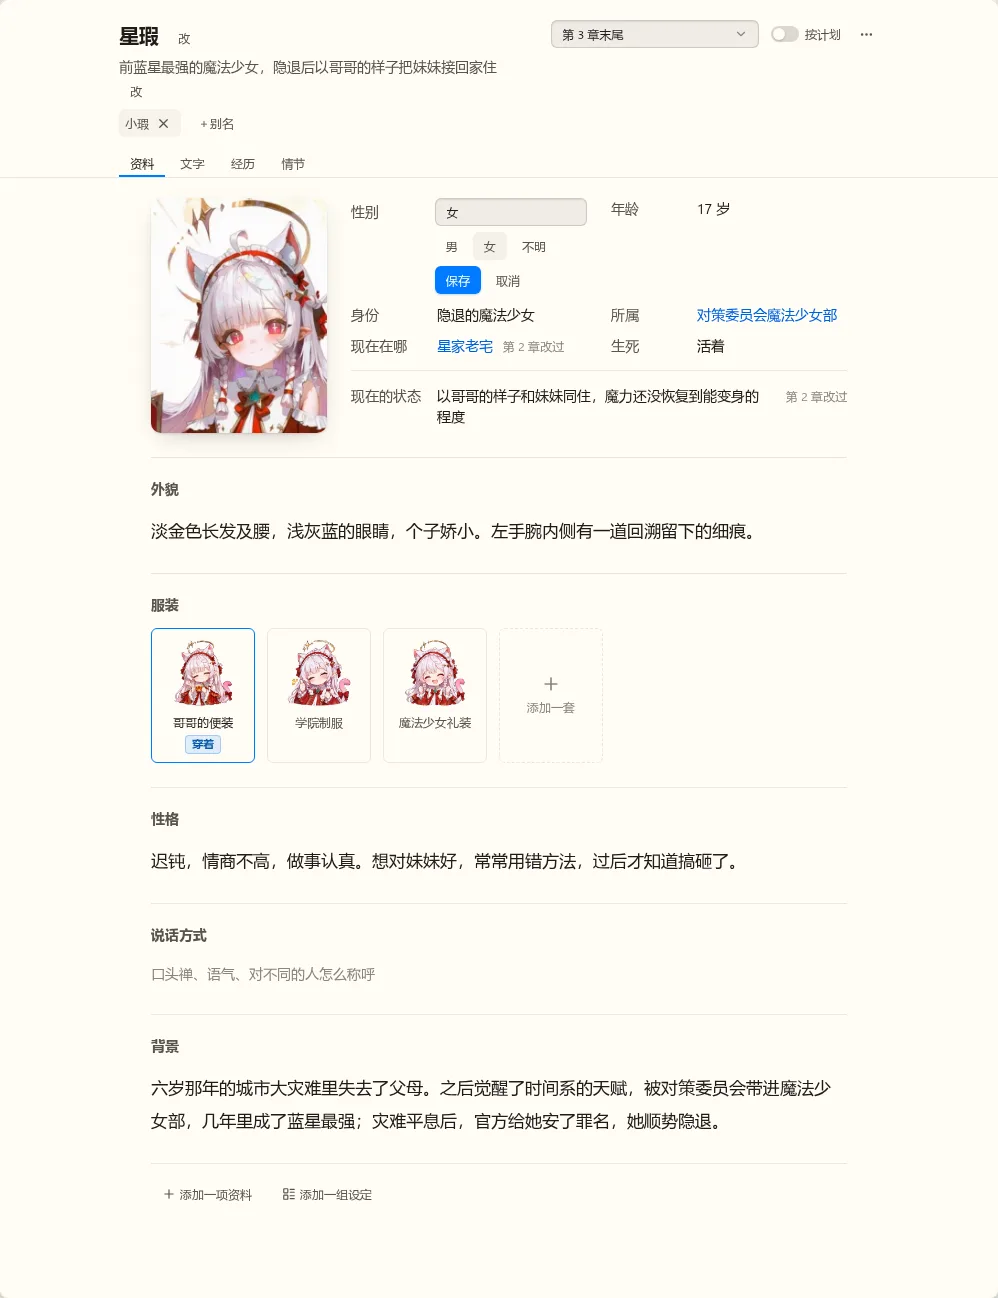 星瑕 改
第 3 章末尾
按计划
前蓝星最强的魔法少女，隐退后以哥哥的样子把妹妹接回家住
改
小瑕
+ 别名
资料 文字 经历 情节
性别 女 年龄 17 岁
男 女 不明
保存 取消
身份 隐退的魔法少女 所属 对策委员会魔法少女部
现在在哪 星家老宅 第 2 章改过 生死 活着
现在的状态 以哥哥的样子和妹妹同住，魔力还没恢复到能变身的 第 2 章改过
程度
外貌
淡金色长发及腰，浅灰蓝的眼睛，个子娇小。左手腕内侧有一道回溯留下的细痕。
服装
哥哥的便装 学院制服 魔法少女礼装 添加一套
穿着
性格
迟钝，情商不高，做事认真。想对妹妹好，常常用错方法，过后才知道搞砸了。
说话方式
口头禅、语气、对不同的人怎么称呼
背景
六岁那年的城市大灾难里失去了父母。之后觉醒了时间系的天赋，被对策委员会带进魔法少
女部，几年里成了蓝星最强；灾难平息后，官方给她安了罪名，她顺势隐退。
添加一项资料 添加一组设定